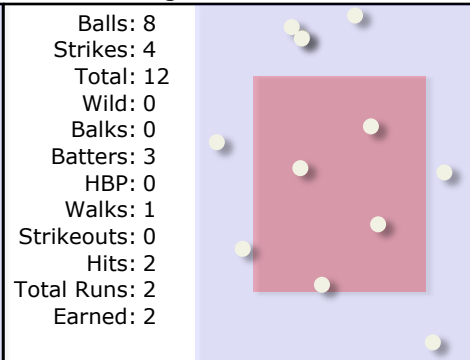 Balls: 8
Strikes: 4
Total: 12
Wild: 0
Balks: 0
Batters: 3
HBP: 0
Walks: 1
Strikeouts: 0
Hits: 2
Total Runs: 2
Earned: 2